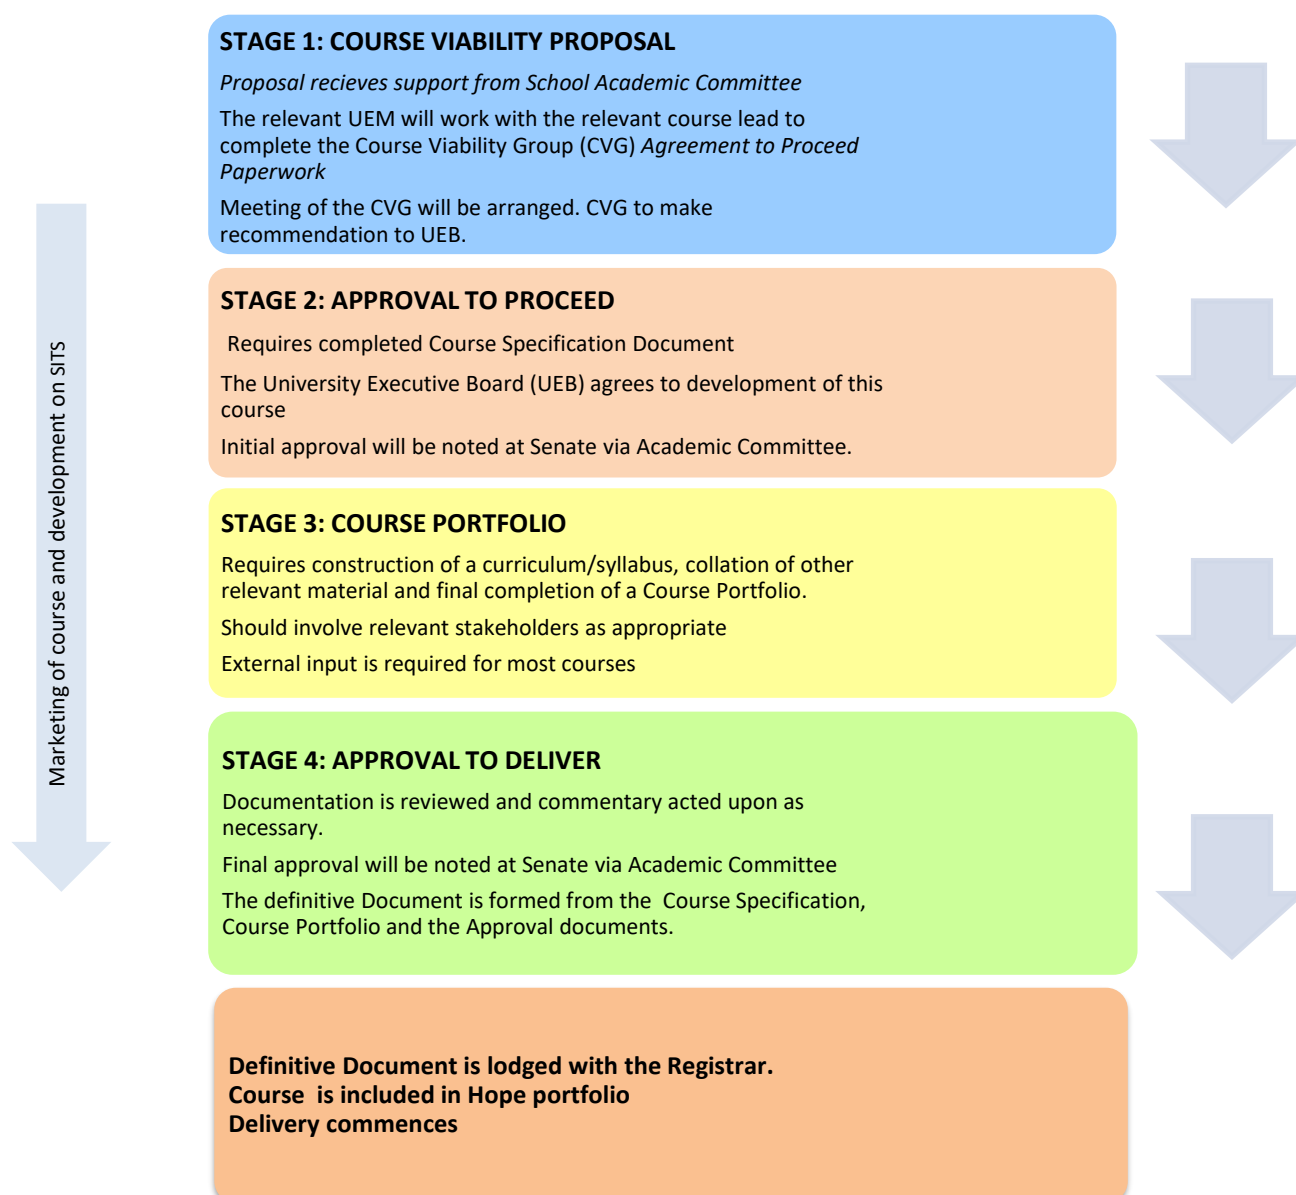 STAGE 1: COURSE VIABILITY PROPOSAL
Proposal recieves support from School Academic Committee
The relevant UEM will work with the relevant course lead to
complete the Course Viability Group (CVG) Agreement to Proceed
Paperwork
Meeting of the CVG will be arranged. CVG to make
recommendation to UEB.
Marketing of course and development on SITS
STAGE 2: APPROVAL TO PROCEED
Requires completed Course Specification Document
The University Executive Board (UEB) agrees to development of this
course
Initial approval will be noted at Senate via Academic Committee.
STAGE 3: COURSE PORTFOLIO
Requires construction of a curriculum/syllabus, collation of other
relevant material and final completion of a Course Portfolio.
Should involve relevant stakeholders as appropriate
External input is required for most courses
STAGE 4: APPROVAL TO DELIVER
Documentation is reviewed and commentary acted upon as
necessary.
Final approval will be noted at Senate via Academic Committee
The definitive Document is formed from the  Course Specification,
Course Portfolio and the Approval documents.
Definitive Document is lodged with the Registrar.
Course  is included in Hope portfolio
Delivery commences